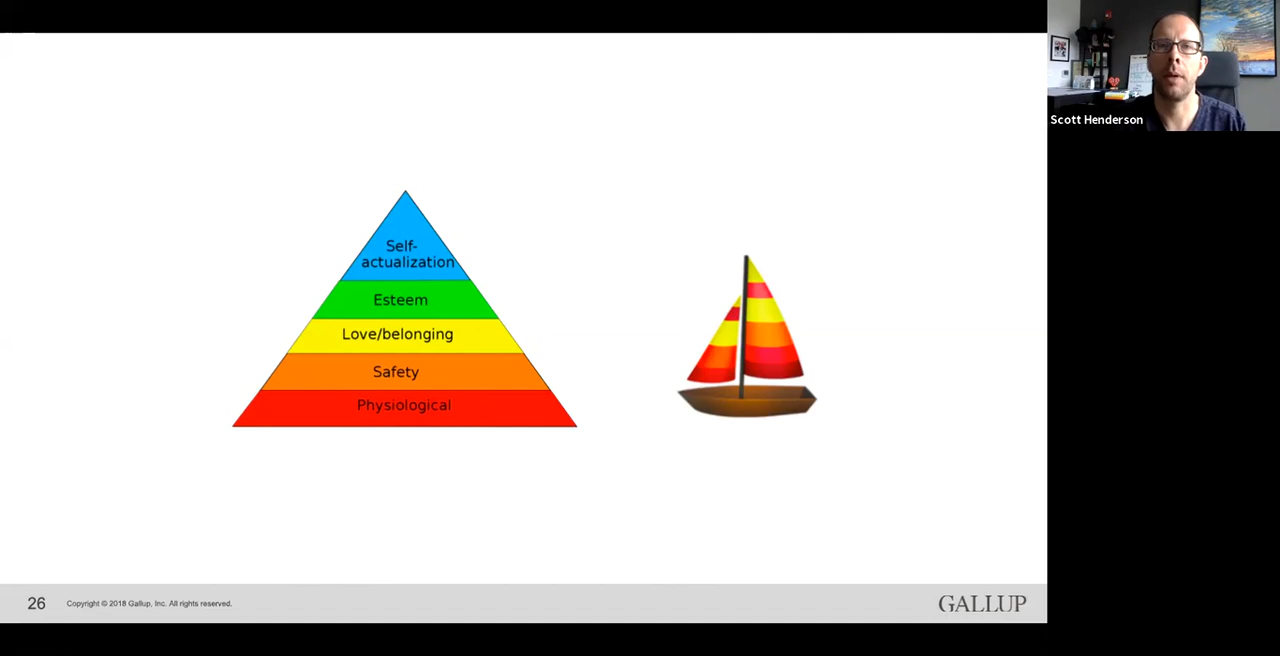 Scott Henderson
Self-
actualization
Esteem
Love/belonging
Safety
Physiological
26
Copyright © 2018 Gallup, Inc. All rights reserved.
GALLUP